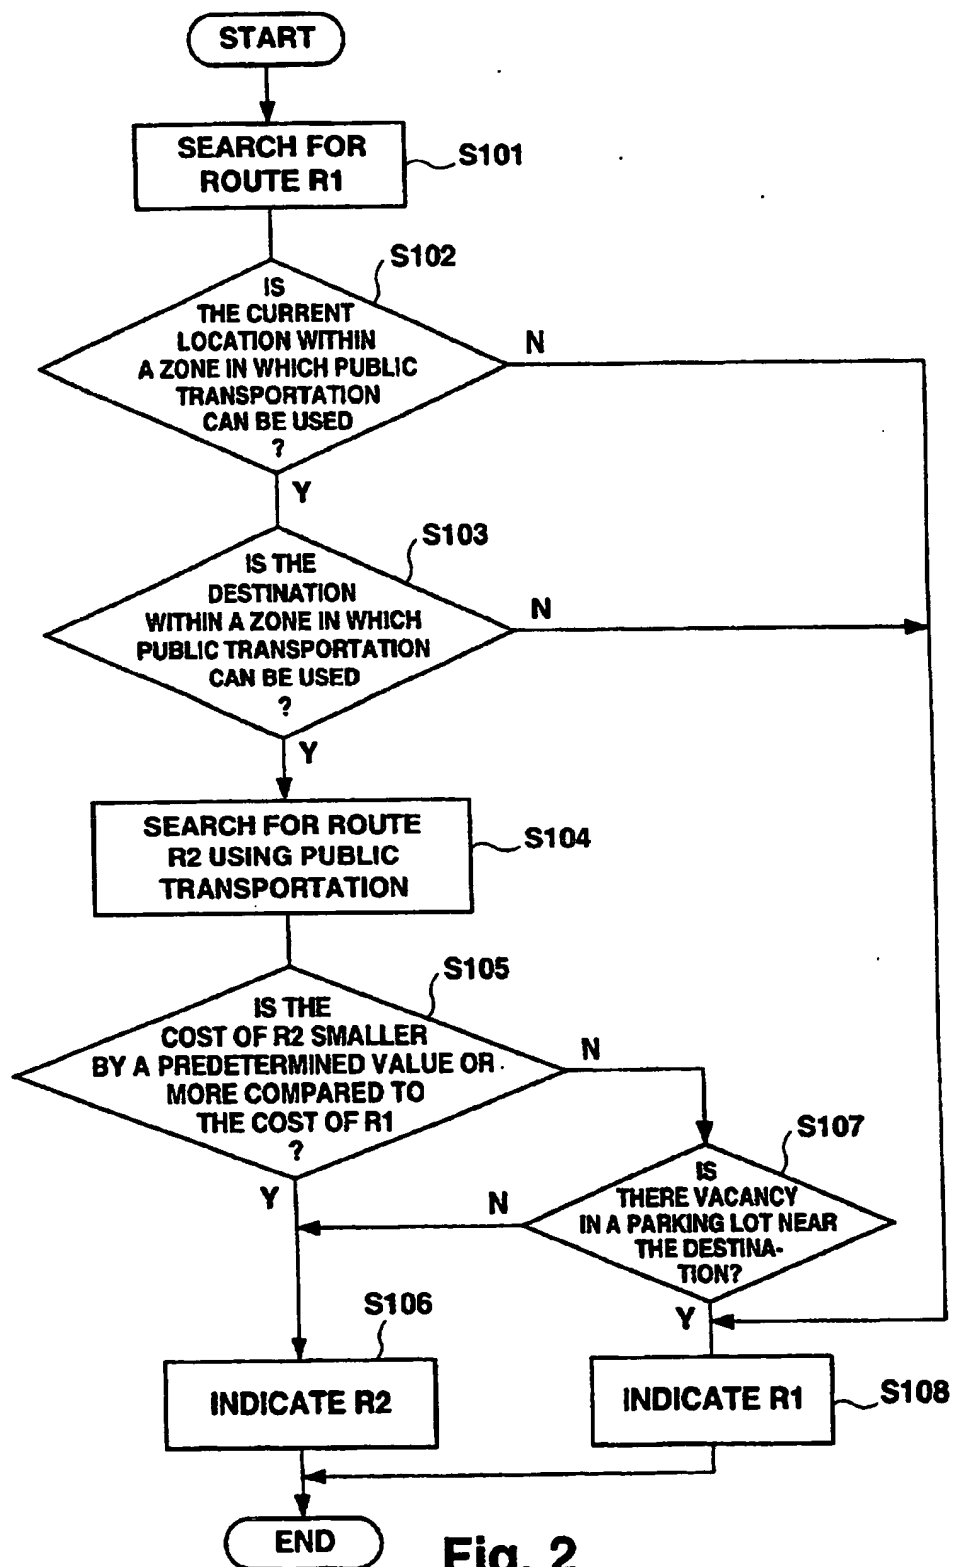 START
SEARCH FOR
ROUTE R1
S101
S102
IS
THE CURRENT
LOCATION WITHIN
A ZONE IN WHICH PUBLIC
TRANSPORTATION
CAN BE USED
?
N
Y
S103
IS THE
DESTINATION
WITHIN A ZONE IN WHICH
PUBLIC TRANSPORTATION
CAN BE USED
?
N
Y
SEARCH FOR ROUTE
R2 USING PUBLIC
TRANSPORTATION
S104
S105
IS THE
COST OF R2 SMALLER
BY A PREDETERMINED VALUE OR
MORE COMPARED TO
THE COST OF R1
?
N
Y
S107
IS
THERE VACANCY
IN A PARKING LOT NEAR
THE DESTINA-
TION?
N
Y
S106
INDICATE R2
INDICATE R1
S108
END
Fig. 2